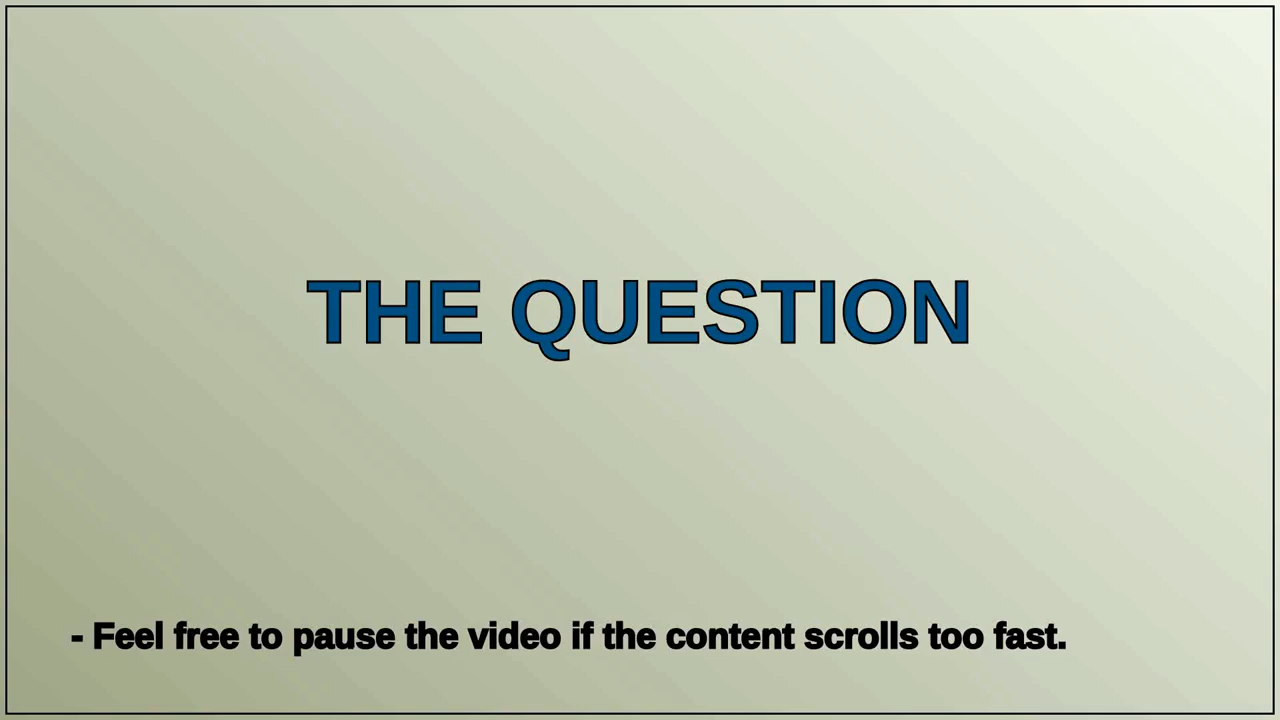 THE QUESTION
- Feel free to pause the video if the content scrolls too fast.